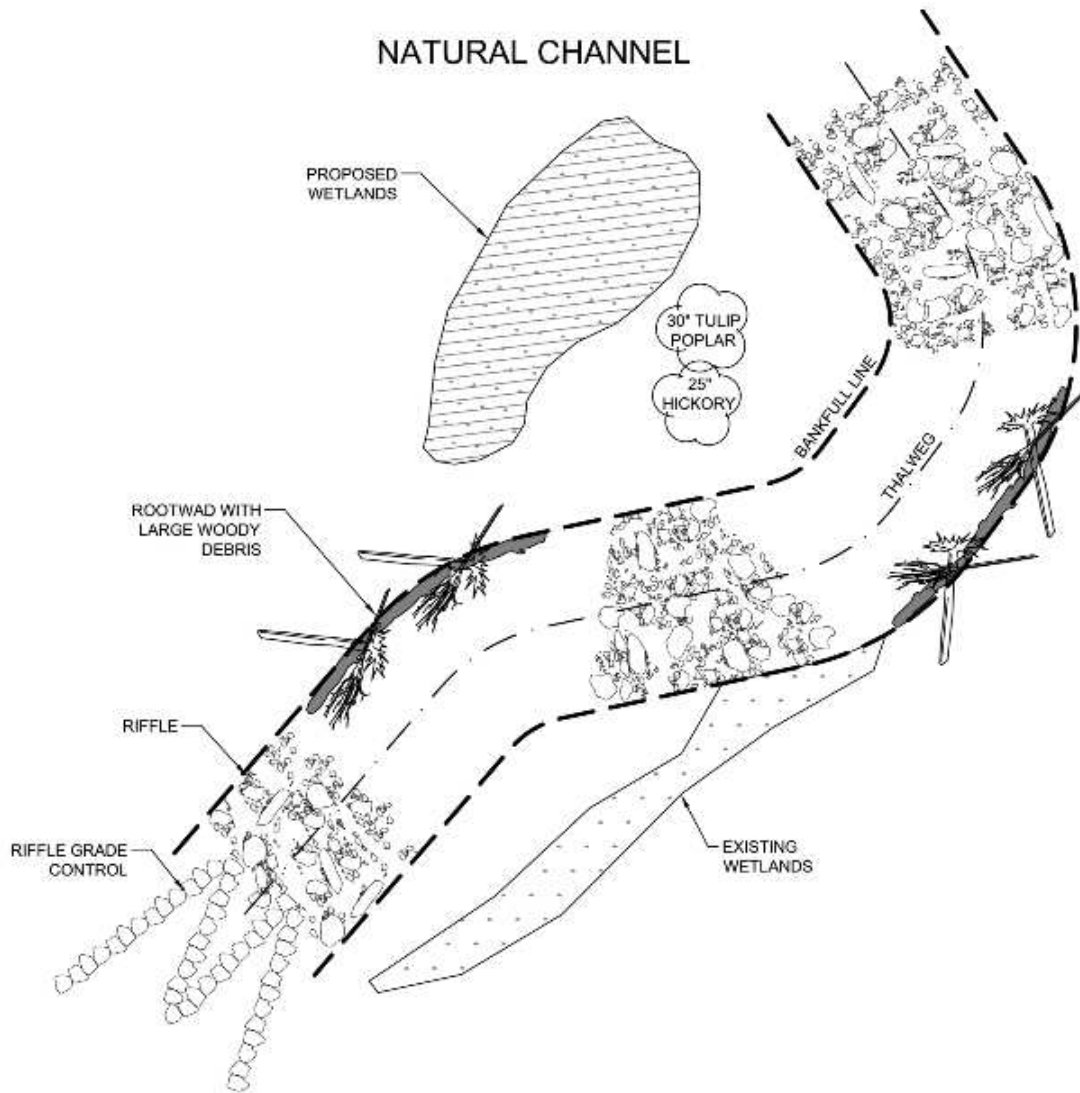 NATURAL CHANNEL
PROPOSED
WETLANDS
30" TULIP
POPLAR
25"
HICKORY
BANKFULL LINE
THALWEG
ROOTWAD WITH
LARGE WOODY
DEBRIS
RIFFLE
RIFFLE GRADE
CONTROL
EXISTING
WETLANDS